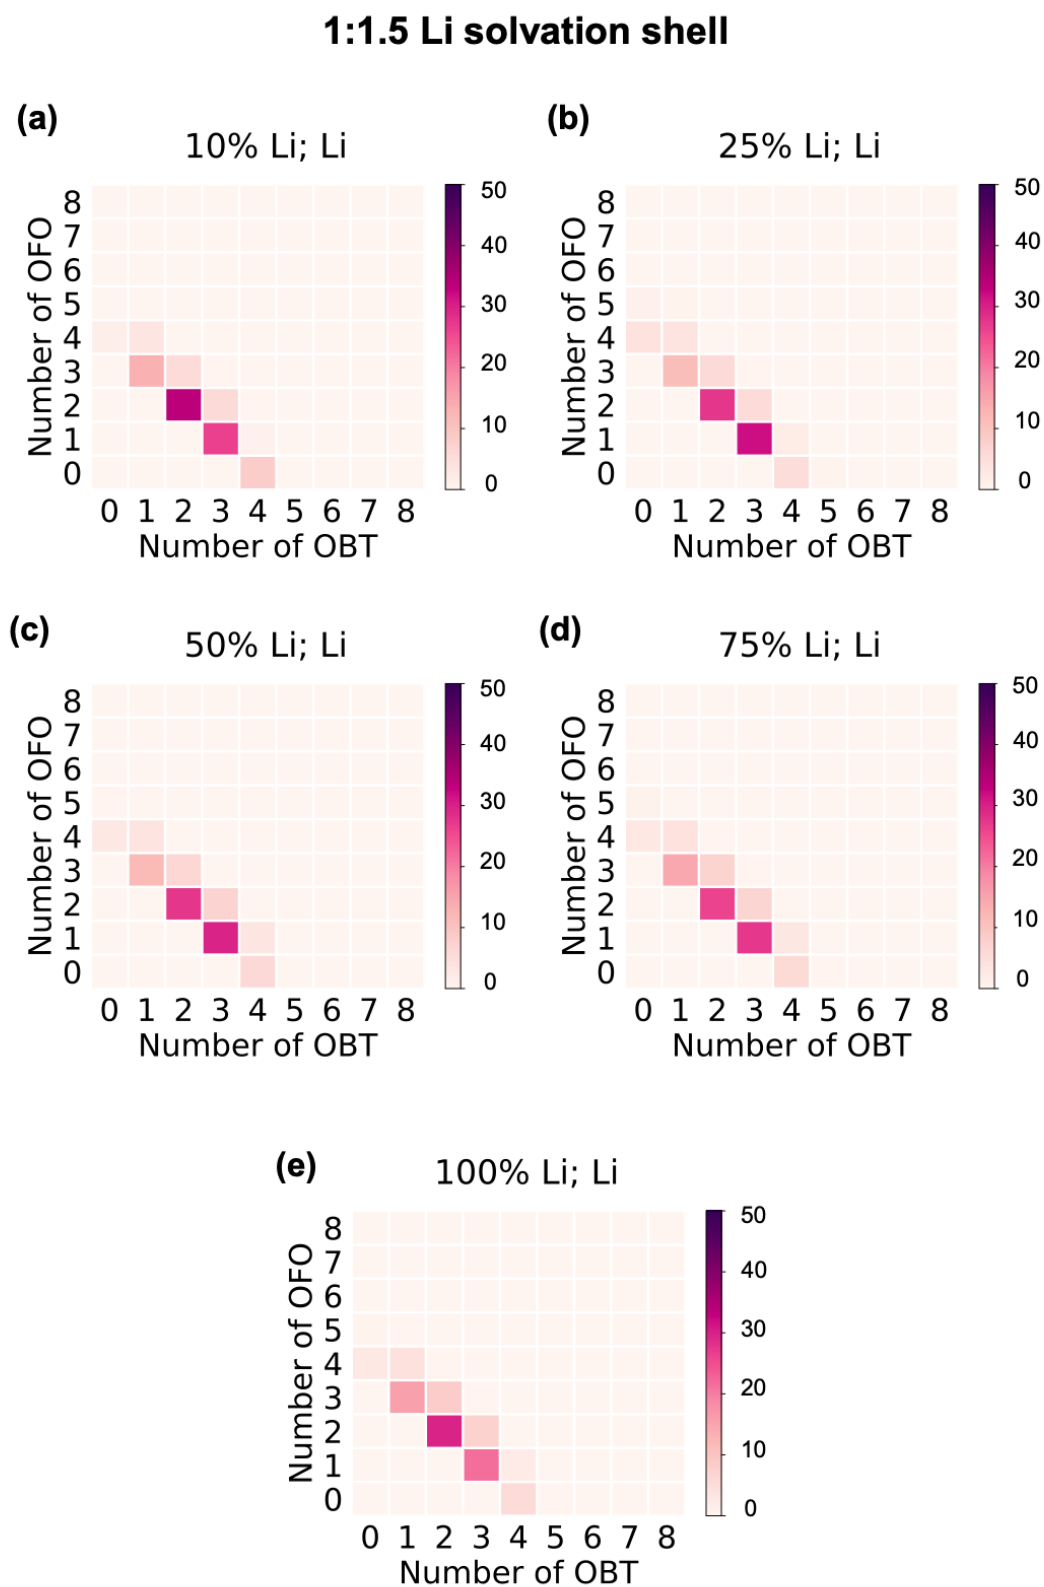 1:1.5 Li solvation shell
(a)
10% Li; Li
Number of OFO
8
7
6
5
4
3
2
1
0
0 1 2 3 4 5 6 7 8
Number of OBT
50
40
30
20
10
0
(b)
25% Li; Li
Number of OFO
8
7
6
5
4
3
2
1
0
0 1 2 3 4 5 6 7 8
Number of OBT
50
40
30
20
10
0
(c)
50% Li; Li
Number of OFO
8
7
6
5
4
3
2
1
0
0 1 2 3 4 5 6 7 8
Number of OBT
50
40
30
20
10
0
(d)
75% Li; Li
Number of OFO
8
7
6
5
4
3
2
1
0
0 1 2 3 4 5 6 7 8
Number of OBT
50
40
30
20
10
0
(e)
100% Li; Li
Number of OFO
8
7
6
5
4
3
2
1
0
0 1 2 3 4 5 6 7 8
Number of OBT
50
40
30
20
10
0